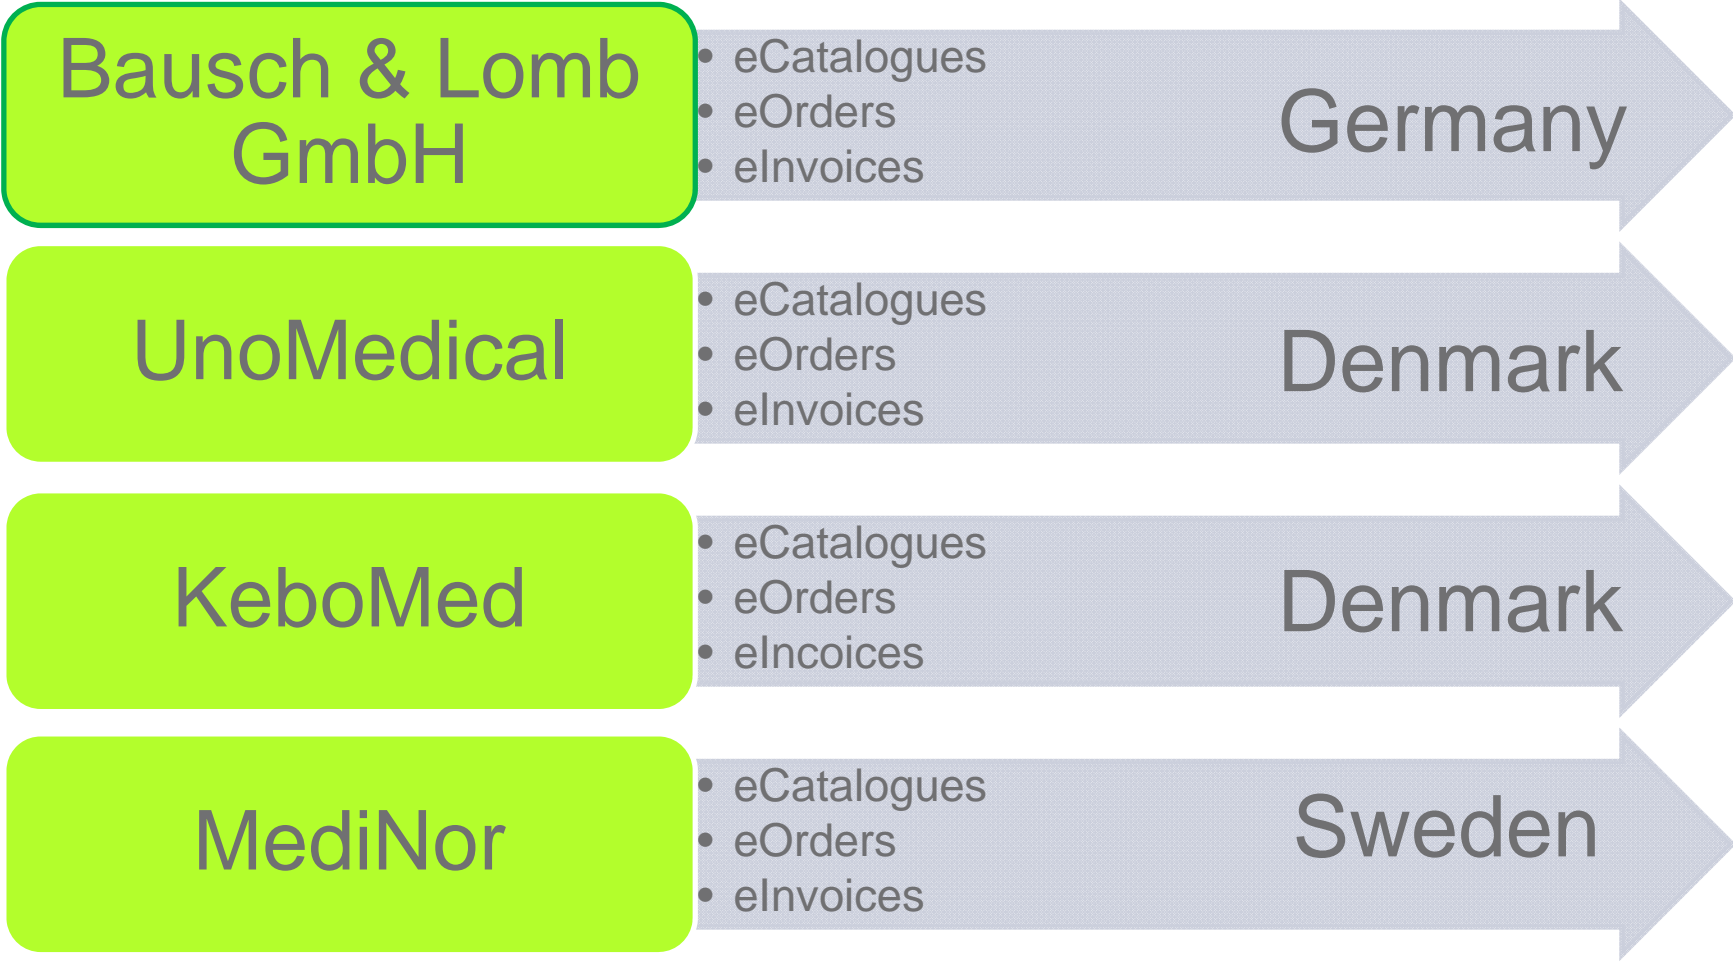 Bausch & Lomb
GmbH
• eCatalogues
• eOrders
• eInvoices
Germany
UnoMedical
• eCatalogues
• eOrders
• eInvoices
Denmark
KeboMed
• eCatalogues
• eOrders
• eIncoices
Denmark
MediNor
• eCatalogues
• eOrders
• eInvoices
Sweden